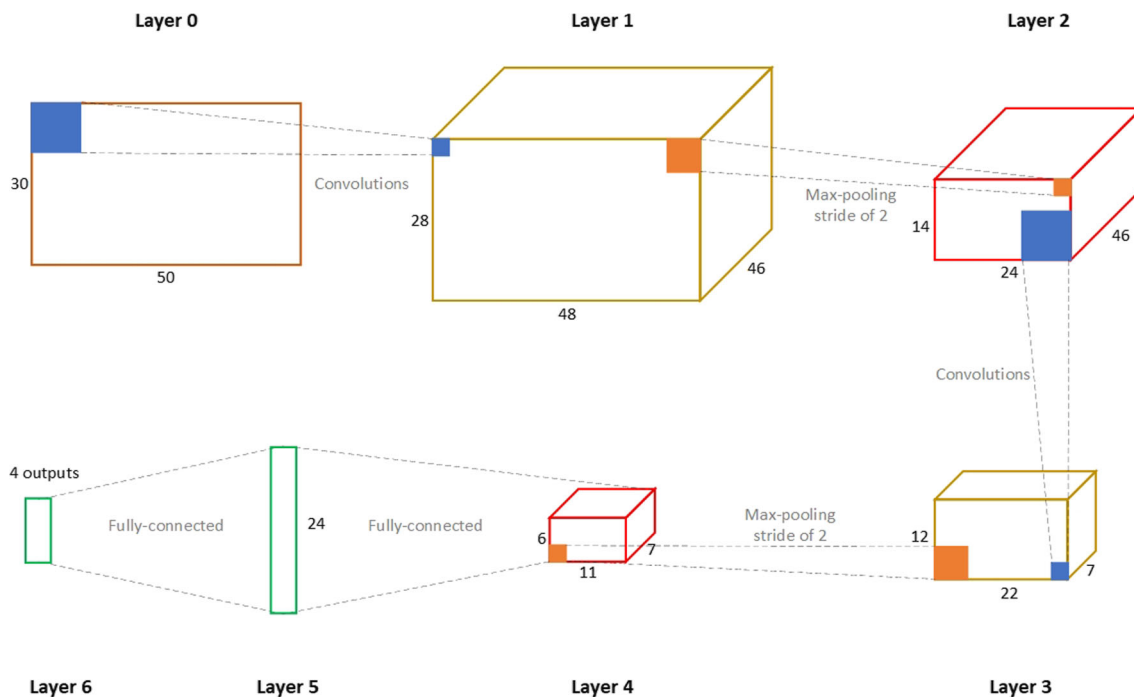 Layer 0
Layer 1
Layer 2
30
50
Convolutions
28
48
46
Max-pooling
stride of 2
14
24
46
Convolutions
4 outputs
Fully-connected
24
Fully-connected
6
11
7
Max-pooling
stride of 2
12
22
7
Layer 6
Layer 5
Layer 4
Layer 3